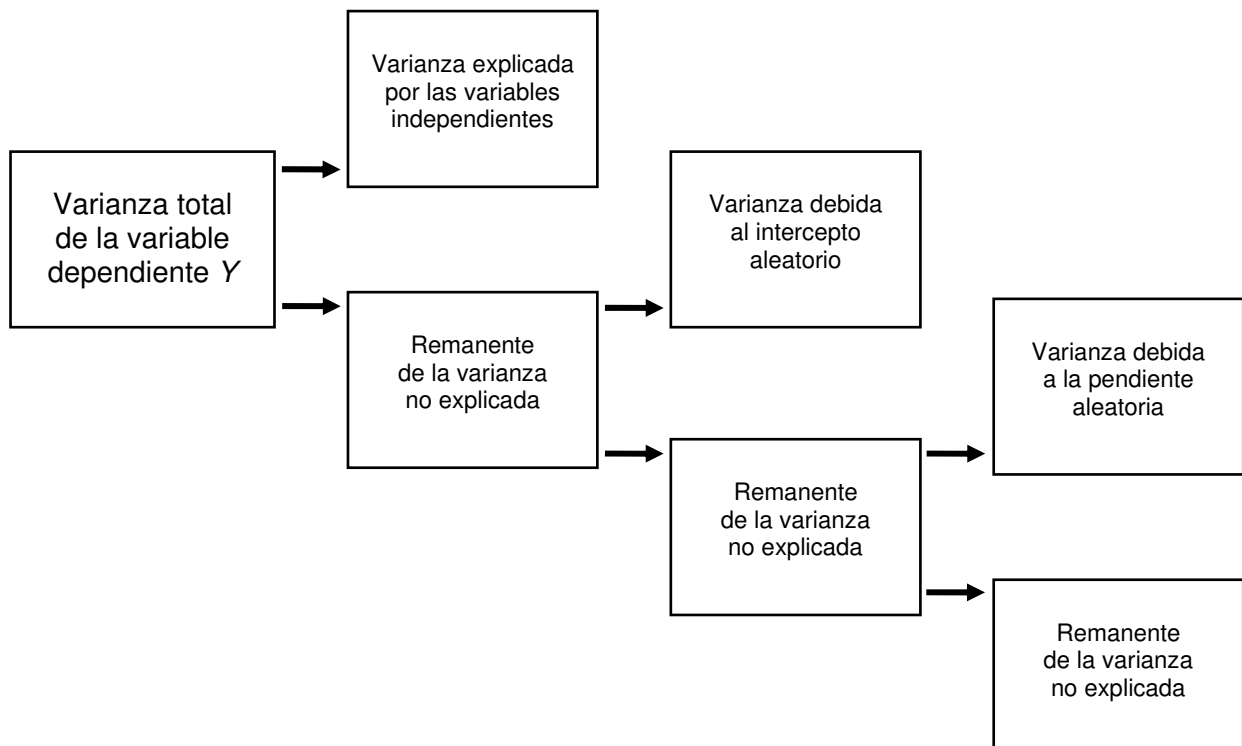 Varianza explicada
por las variables
independientes
Varianza total
de la variable
dependiente Y
Varianza debida
al intercepto
aleatorio
Remanente
de la varianza
no explicada
Varianza debida
a la pendiente
aleatoria
Remanente
de la varianza
no explicada
Remanente
de la varianza
no explicada